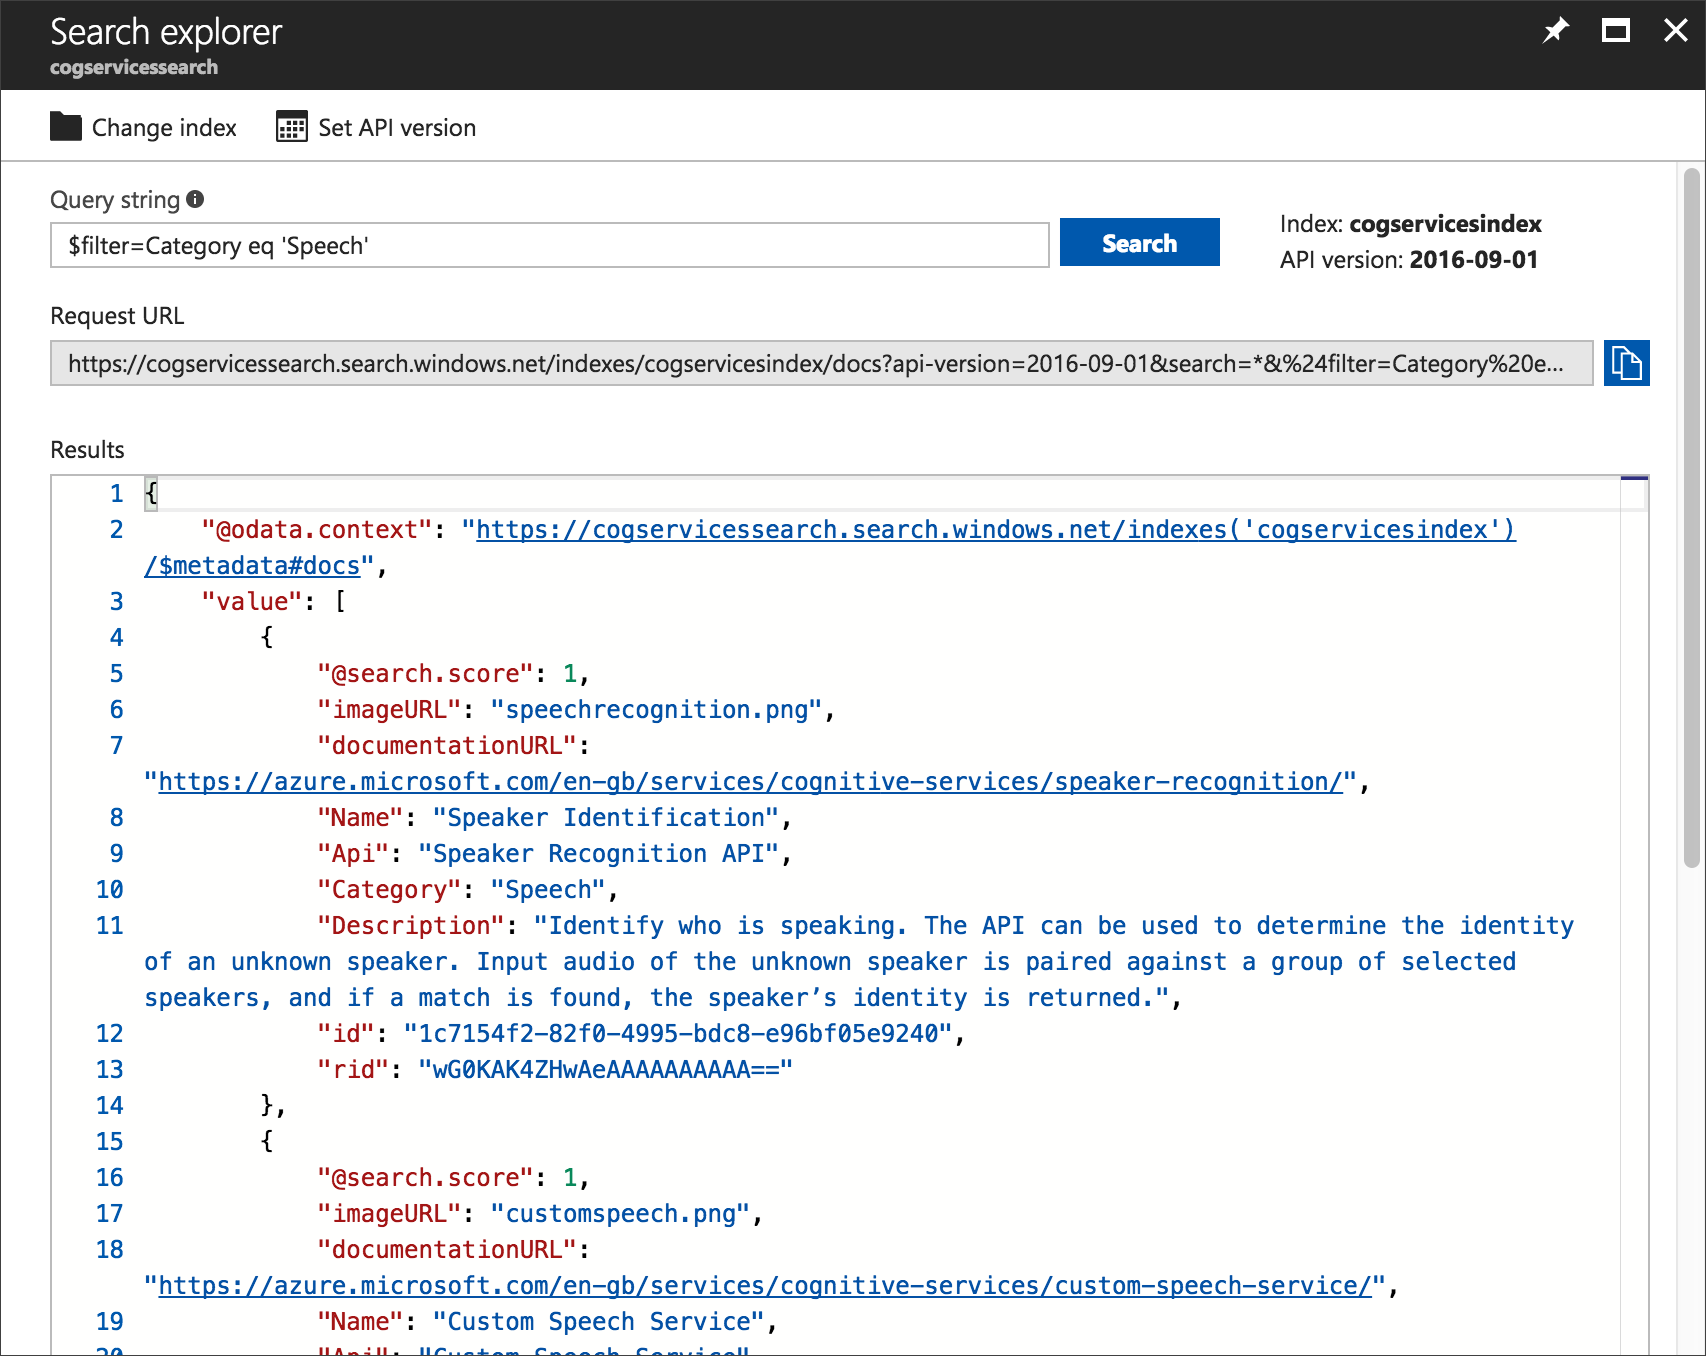 Search explorer
cogservicessearch
Change index
Set API version
Query string
$filter=Category eq 'Speech'
Search
Index: cogservicesindex
API version: 2016-09-01
Request URL
https://cogservicessearch.search.windows.net/indexes/cogservicesindex/docs?api-version=2016-09-01&search=*&%24filter=Category%20e...
Results
1 {
2 "@odata.context": "https://cogservicessearch.search.windows.net/indexes('cogservicesindex')
/$metadata#docs",
3 "value": [
4 {
5 "@search.score": 1,
6 "imageURL": "speechrecognition.png",
7 "documentationURL":
"https://azure.microsoft.com/en-gb/services/cognitive-services/speaker-recognition/",
8 "Name": "Speaker Identification",
9 "Api": "Speaker Recognition API",
10 "Category": "Speech",
11 "Description": "Identify who is speaking. The API can be used to determine the identity
of an unknown speaker. Input audio of the unknown speaker is paired against a group of selected
speakers, and if a match is found, the speaker’s identity is returned.",
12 "id": "1c7154f2-82f0-4995-bdc8-e96bf05e9240",
13 "rid": "wG0KAK4ZHwAeAAAAAAAAAA=="
14 },
15 {
16 "@search.score": 1,
17 "imageURL": "customspeech.png",
18 "documentationURL":
"https://azure.microsoft.com/en-gb/services/cognitive-services/custom-speech-service/",
19 "Name": "Custom Speech Service",
20 "Api": "Custom Speech Service"